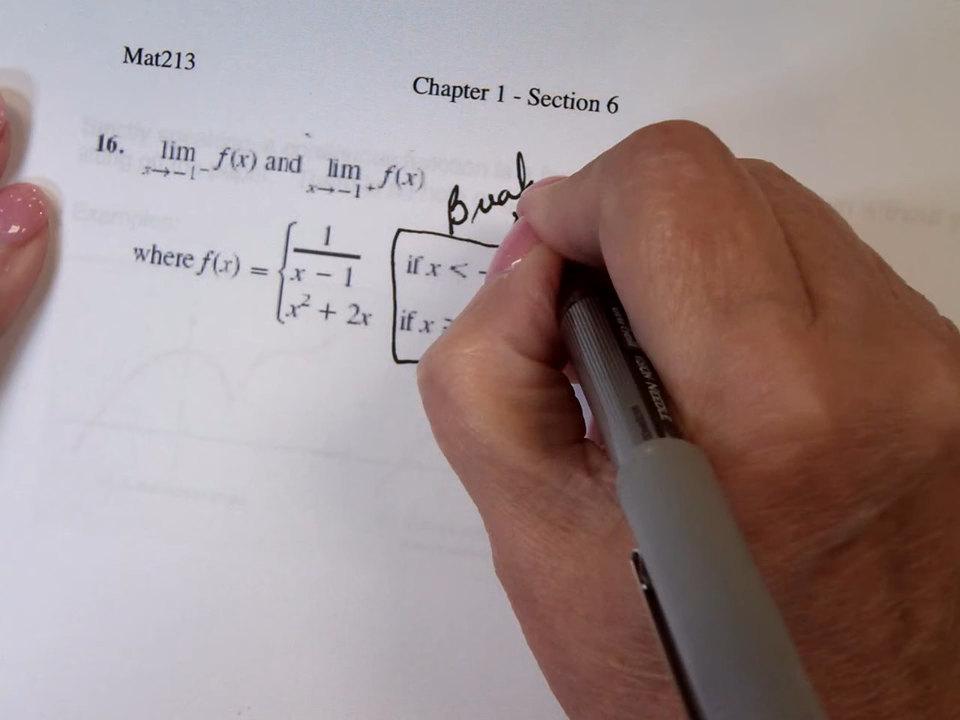 Mat213
Chapter 1 - Section 6
16. lim x→-1⁻ f(x) and lim x→-1⁺ f(x)
where f(x) = { 1/(x - 1) if x < -
x² + 2x if x